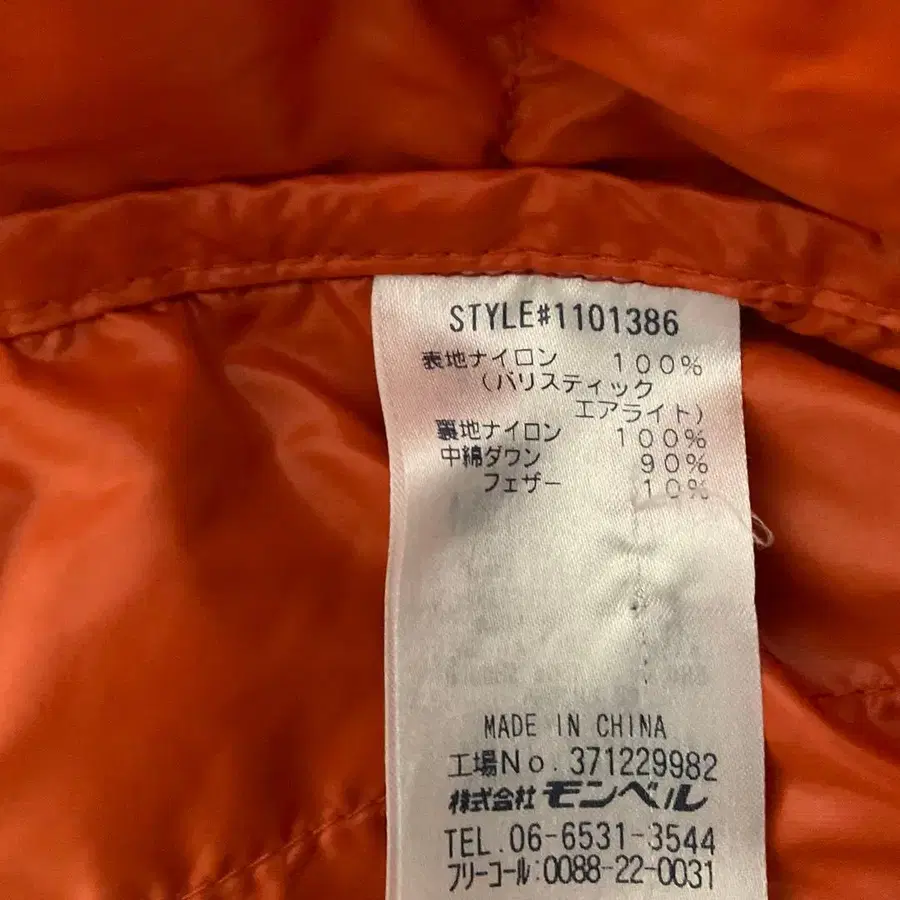 STYLE#1101386
表地ナイロン 100%
(バリスティック
エアライト)
裏地ナイロン 100%
中綿ダウン 90%
フェザー 10%
MADE IN CHINA
工場No. 371229982
株式会社 モンベル
TEL.06-6531-3544
フリーコール:0088-22-0031